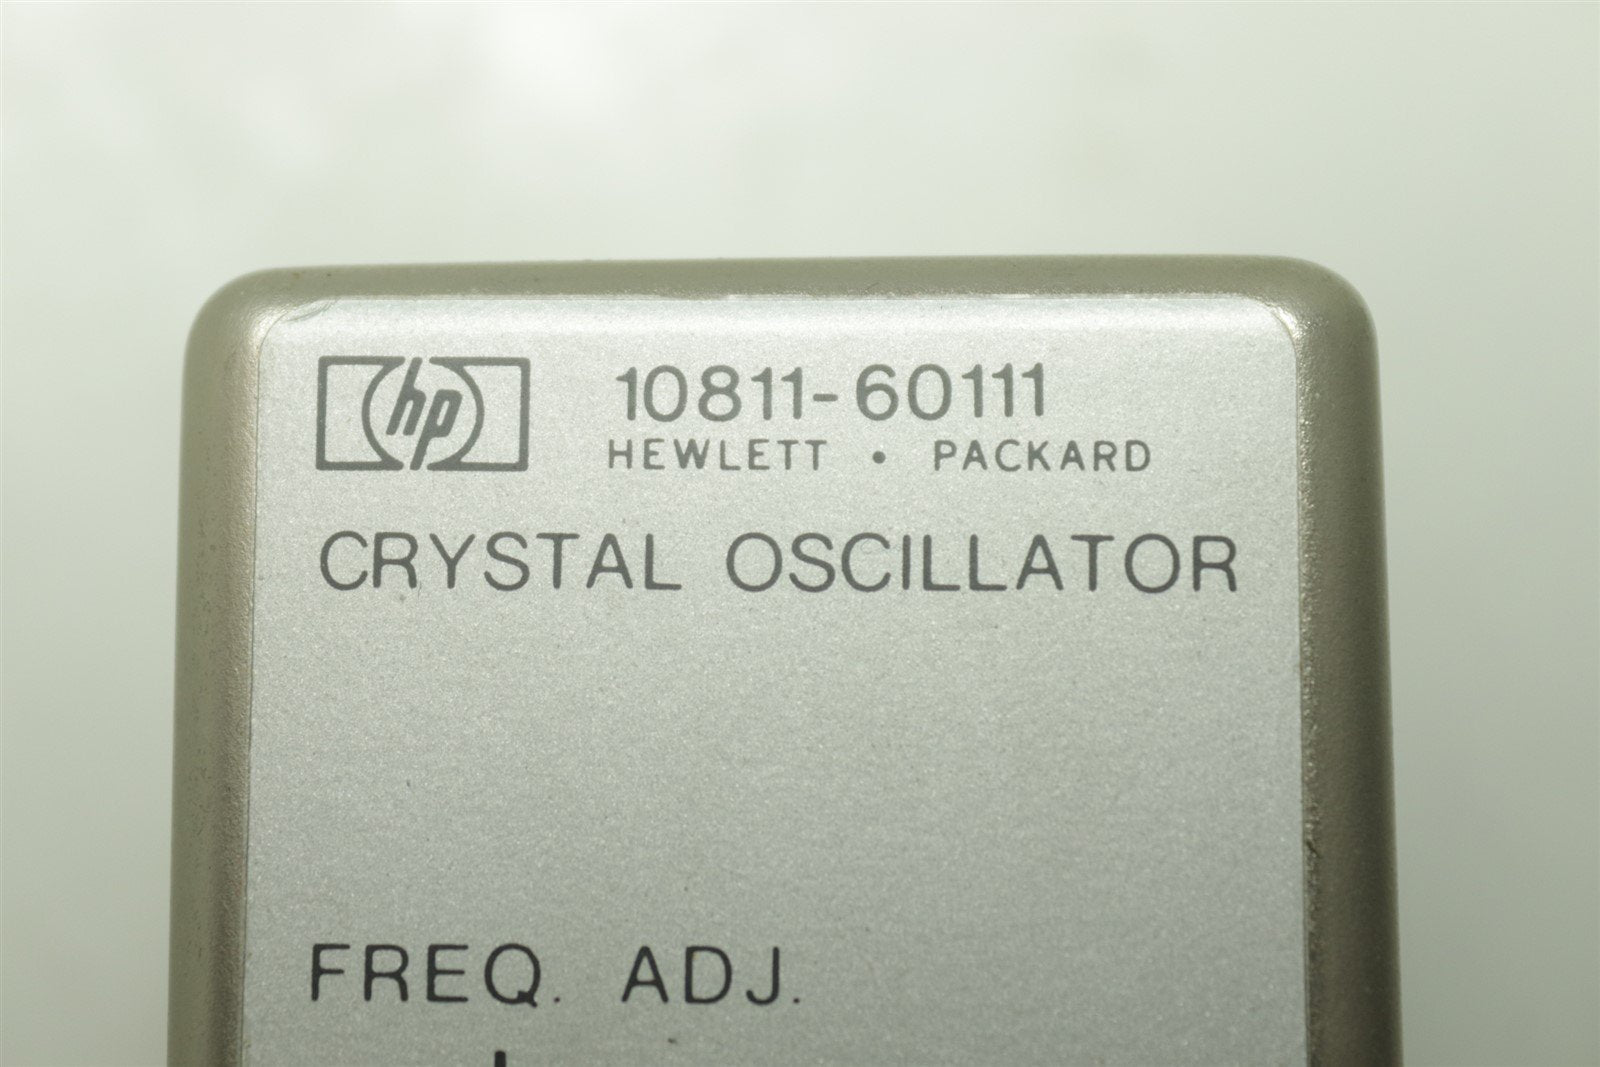 hp 10811-60111
HEWLETT • PACKARD
CRYSTAL OSCILLATOR
FREQ. ADJ.